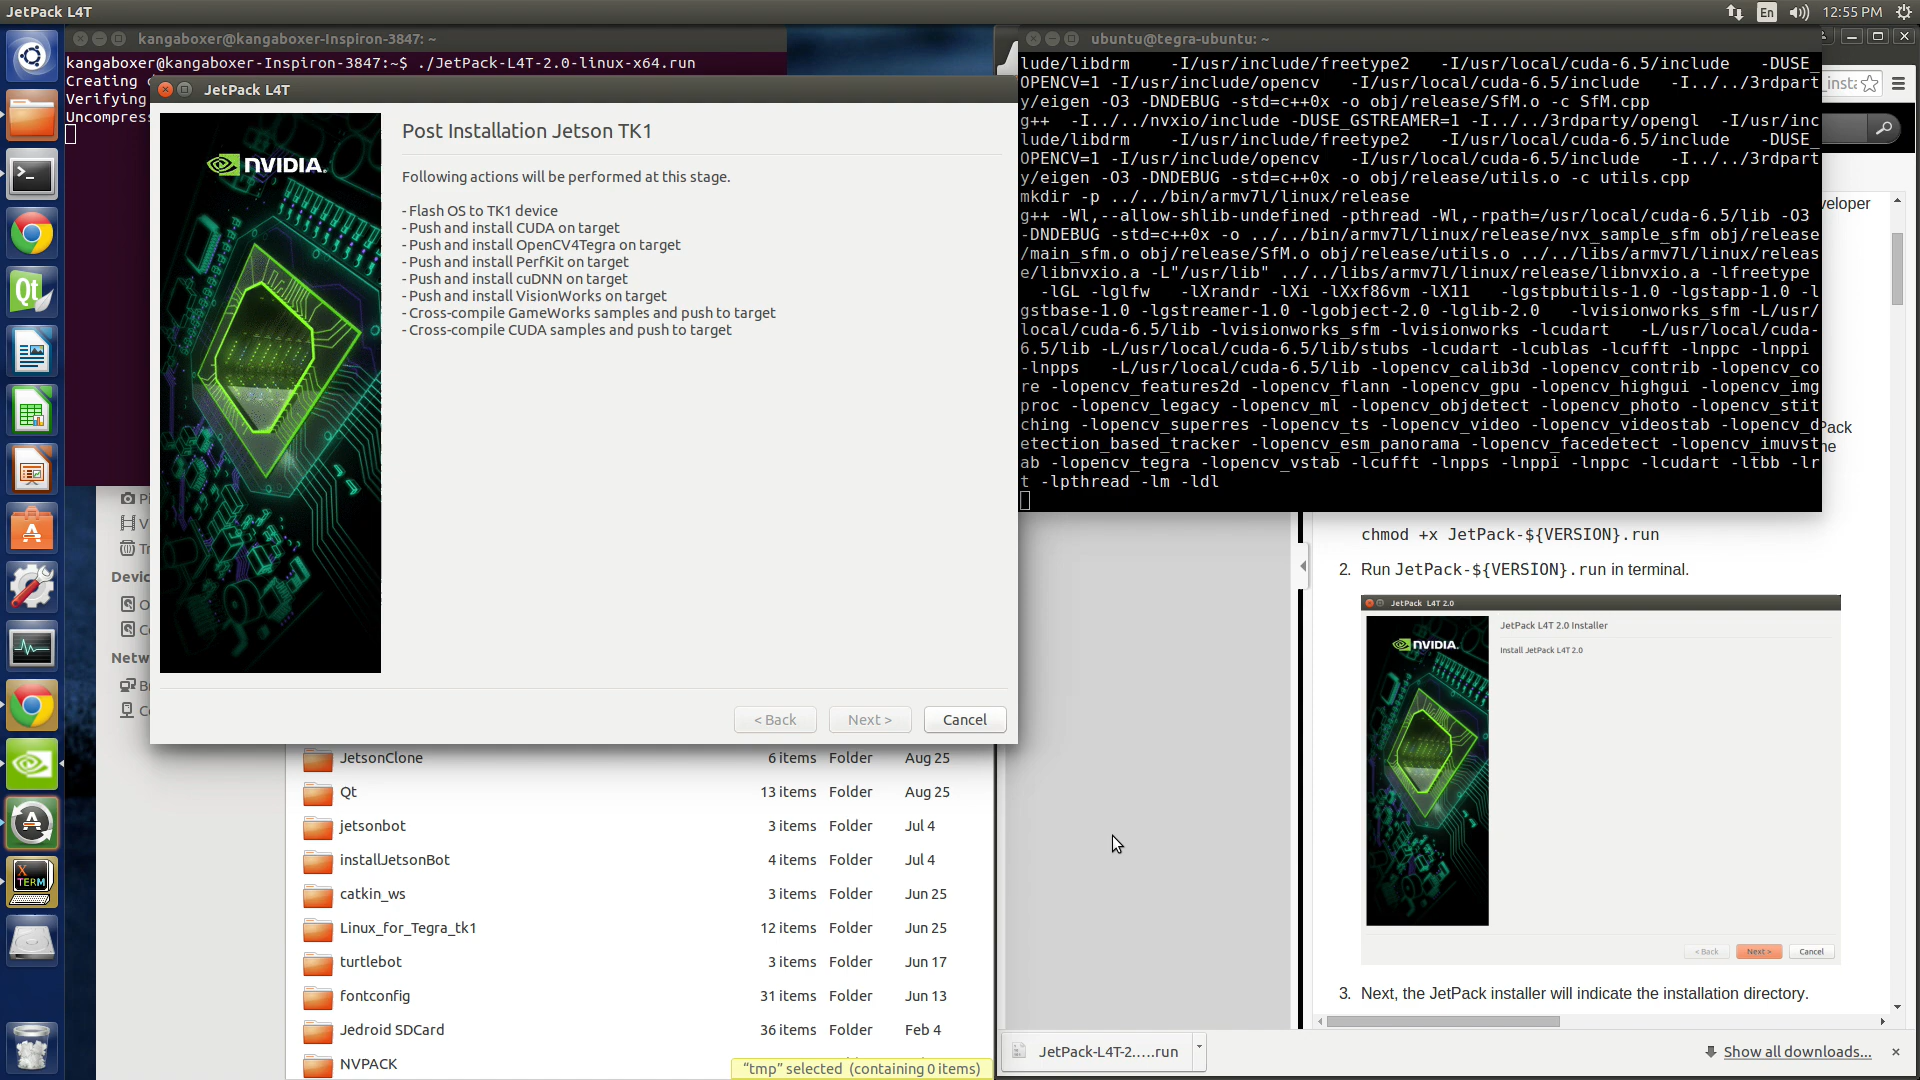 JetPack L4T
En
12:55 PM
kangaboxer@kangaboxer-Inspiron-3847: ~
kangaboxer@kangaboxer-Inspiron-3847:~$ ./JetPack-L4T-2.0-linux-x64.run
Creating
Verifying
Uncompress
JetPack L4T
NVIDIA.
Post Installation Jetson TK1
Following actions will be performed at this stage.
- Flash OS to TK1 device
- Push and install CUDA on target
- Push and install OpenCV4Tegra on target
- Push and install PerfKit on target
- Push and install cuDNN on target
- Push and install VisionWorks on target
- Cross-compile GameWorks samples and push to target
- Cross-compile CUDA samples and push to target
< Back
Next >
Cancel
ubuntu@tegra-ubuntu: ~
lude/libdrm    -I/usr/include/freetype2   -I/usr/local/cuda-6.5/include   -DUSE_
OPENCV=1 -I/usr/include/opencv   -I/usr/local/cuda-6.5/include   -I../../3rdpart
y/eigen -O3 -DNDEBUG -std=c++0x -o obj/release/SfM.o -c SfM.cpp
g++  -I../../nvxio/include -DUSE_GSTREAMER=1 -I../../3rdparty/opengl  -I/usr/inc
lude/libdrm    -I/usr/include/freetype2   -I/usr/local/cuda-6.5/include   -DUSE_
OPENCV=1 -I/usr/include/opencv   -I/usr/local/cuda-6.5/include   -I../../3rdpart
y/eigen -O3 -DNDEBUG -std=c++0x -o obj/release/utils.o -c utils.cpp
mkdir -p ../../bin/armv7l/linux/release
g++ -Wl,--allow-shlib-undefined -pthread -Wl,-rpath=/usr/local/cuda-6.5/lib -O3
-DNDEBUG -std=c++0x -o ../../bin/armv7l/linux/release/nvx_sample_sfm obj/release
/main_sfm.o obj/release/SfM.o obj/release/utils.o ../../libs/armv7l/linux/releas
e/libnvxio.a -L"/usr/lib" ../../libs/armv7l/linux/release/libnvxio.a -lfreetype
  -lGL -lglfw   -lXrandr -lXi -lXxf86vm -lX11   -lgstpbutils-1.0 -lgstapp-1.0 -l
gstbase-1.0 -lgstreamer-1.0 -lgobject-2.0 -lglib-2.0   -lvisionworks_sfm -L/usr/
local/cuda-6.5/lib -lvisionworks_sfm -lvisionworks -lcudart   -L/usr/local/cuda-
6.5/lib -L/usr/local/cuda-6.5/lib/stubs -lcudart -lcublas -lcufft -lnppc -lnppi
-lnpps   -L/usr/local/cuda-6.5/lib -lopencv_calib3d -lopencv_contrib -lopencv_co
re -lopencv_features2d -lopencv_flann -lopencv_gpu -lopencv_highgui -lopencv_img
proc -lopencv_legacy -lopencv_ml -lopencv_objdetect -lopencv_photo -lopencv_stit
ching -lopencv_superres -lopencv_ts -lopencv_video -lopencv_videostab -lopencv_d
etection_based_tracker -lopencv_esm_panorama -lopencv_facedetect -lopencv_imuvst
ab -lopencv_tegra -lopencv_vstab -lcufft -lnpps -lnppi -lnppc -lcudart -ltbb -lr
t -lpthread -lm -ldl
_insta
veloper
Pack
ne
Pi
V
Tr
Devic
O
Co
Netw
Br
Co
JetsonClone 6 items Folder Aug 25
Qt 13 items Folder Aug 25
jetsonbot 3 items Folder Jul 4
installJetsonBot 4 items Folder Jul 4
catkin_ws 3 items Folder Jun 25
Linux_for_Tegra_tk1 12 items Folder Jun 25
turtlebot 3 items Folder Jun 17
fontconfig 31 items Folder Jun 13
Jedroid SDCard 36 items Folder Feb 4
NVPACK
"tmp" selected (containing 0 items)
chmod +x JetPack-${VERSION}.run
2. Run JetPack-${VERSION}.run in terminal.
JetPack L4T 2.0
NVIDIA.
JetPack L4T 2.0 Installer
Install JetPack L4T 2.0
< Back
Next >
Cancel
3. Next, the JetPack installer will indicate the installation directory.
JetPack-L4T-2.....run
Show all downloads...
Qt
X
TERM